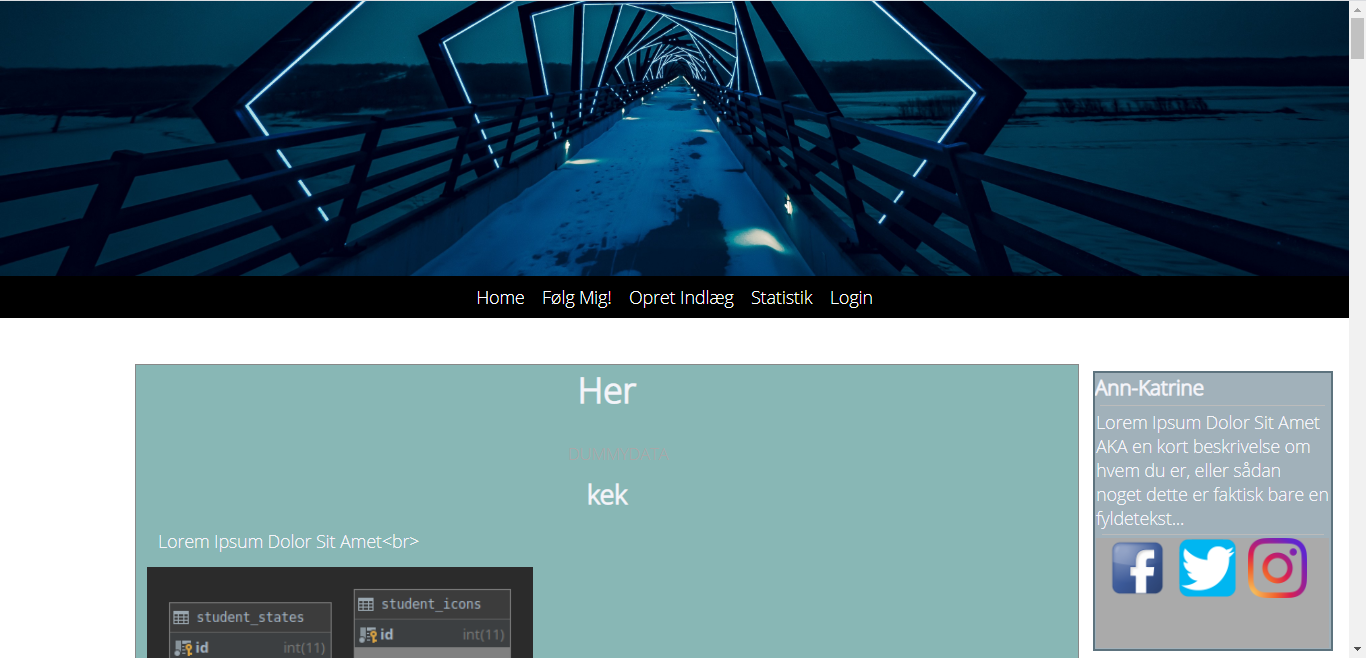 Home Følg Mig! Opret Indlæg Statistik Login
Her
kek
Lorem Ipsum Dolor Sit Amet<br>
student_states
id int(11)
student_icons
id int(11)
Ann-Katrine
Lorem Ipsum Dolor Sit Amet
AKA en kort beskrivelse om
hvem du er, eller sådan
noget dette er faktisk bare en
fyldetekst...